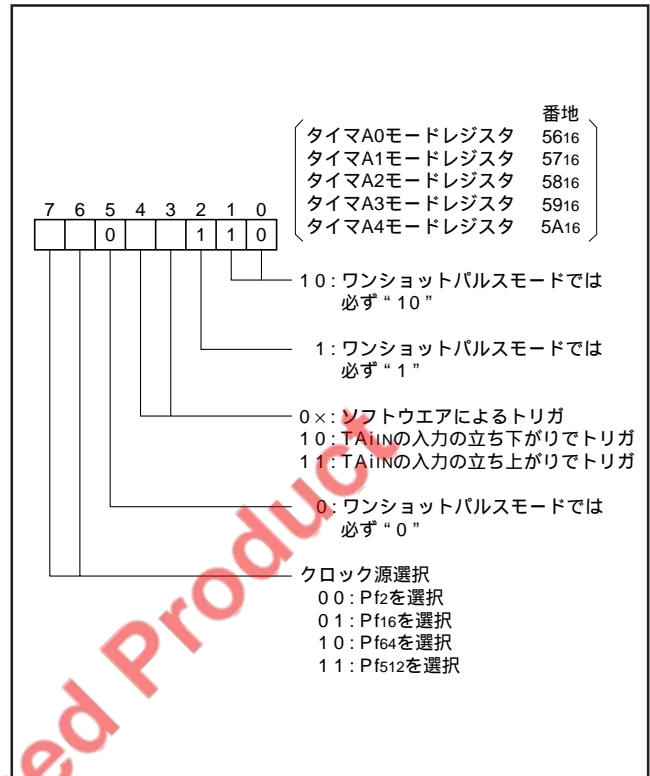 番地
タイマA0モードレジスタ 5616
タイマA1モードレジスタ 5716
タイマA2モードレジスタ 5816
タイマA3モードレジスタ 5916
タイマA4モードレジスタ 5A16
7 6 5 4 3 2 1 0
0 1 1 0
10:ワンショットパルスモードでは
必ず“10”
1:ワンショットパルスモードでは
必ず“1”
0×:ソフトウエアによるトリガ
10:TAiINの入力の立ち下がりでトリガ
11:TAiINの入力の立ち上がりでトリガ
0:ワンショットパルスモードでは
必ず“0”
クロック源選択
00:Pf2を選択
01:Pf16を選択
10:Pf64を選択
11:Pf512を選択
ed Product